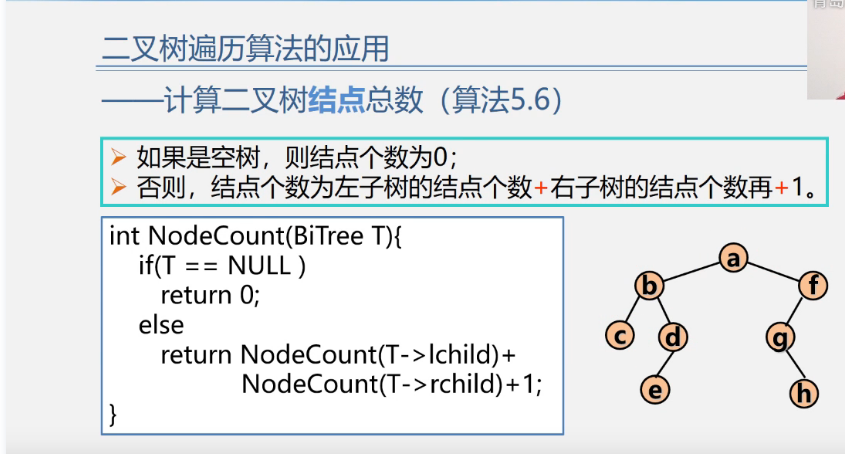 青岛
二叉树遍历算法的应用
——计算二叉树结点总数（算法5.6）
➢ 如果是空树，则结点个数为0；
➢ 否则，结点个数为左子树的结点个数+右子树的结点个数再+1。
int NodeCount(BiTree T){
if(T == NULL )
return 0;
else
return NodeCount(T->lchild)+
NodeCount(T->rchild)+1;
}
a
b f
c d g
e h